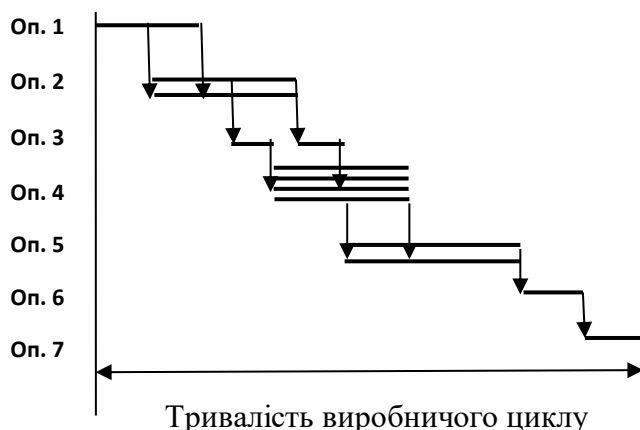 Оп. 1
Оп. 2
Оп. 3
Оп. 4
Оп. 5
Оп. 6
Оп. 7
Тривалість виробничого циклу